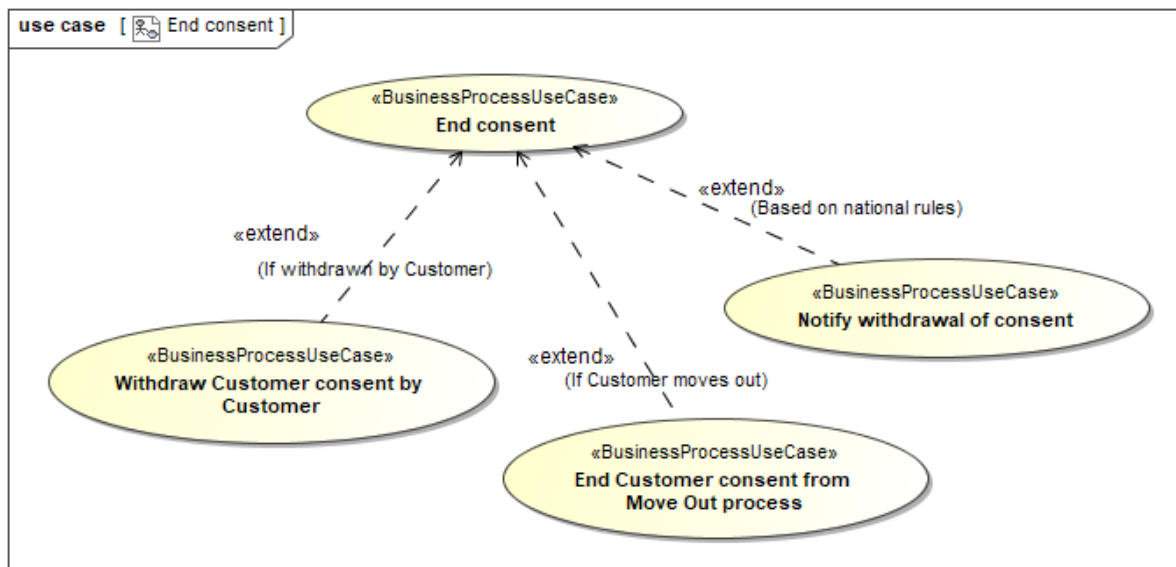 use case [ End consent ]
«BusinessProcessUseCase»
End consent
«extend»
(Based on national rules)
«extend»
(If withdrawn by Customer)
«BusinessProcessUseCase»
Notify withdrawal of consent
«BusinessProcessUseCase»
Withdraw Customer consent by
Customer
«extend»
(If Customer moves out)
«BusinessProcessUseCase»
End Customer consent from
Move Out process